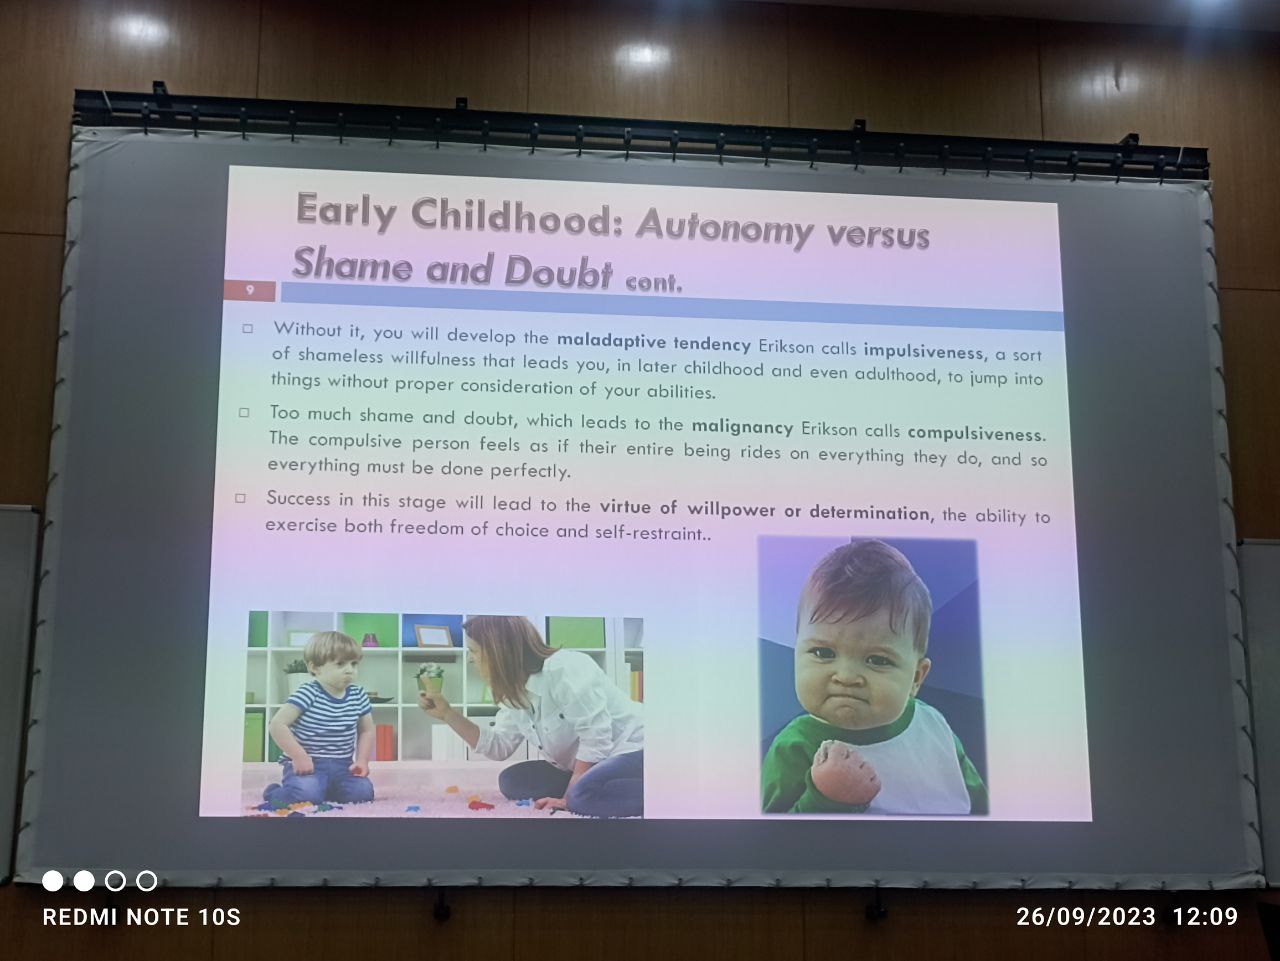 Early Childhood: Autonomy versus
Shame and Doubt cont.
9
Without it, you will develop the maladaptive tendency Erikson calls impulsiveness, a sort
of shameless willfulness that leads you, in later childhood and even adulthood, to jump into
things without proper consideration of your abilities.
Too much shame and doubt, which leads to the malignancy Erikson calls compulsiveness.
The compulsive person feels as if their entire being rides on everything they do, and so
everything must be done perfectly.
Success in this stage will lead to the virtue of willpower or determination, the ability to
exercise both freedom of choice and self-restraint..
REDMI NOTE 10S
26/09/2023 12:09